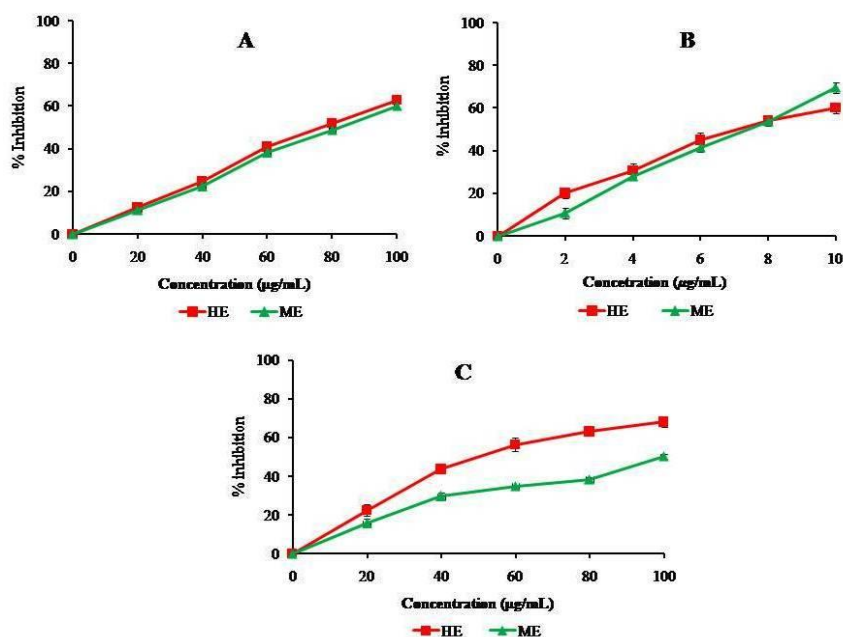 A
100
80
60
40
20
0
% Inhibition
0 20 40 60 80 100
Concentration (µg/mL)
HE ME
B
100
80
60
40
20
0
% inhibition
0 2 4 6 8 10
Concetration (µg/mL)
HE ME
C
100
80
60
40
20
0
% inhibition
0 20 40 60 80 100
Concentration (µg/mL)
HE ME